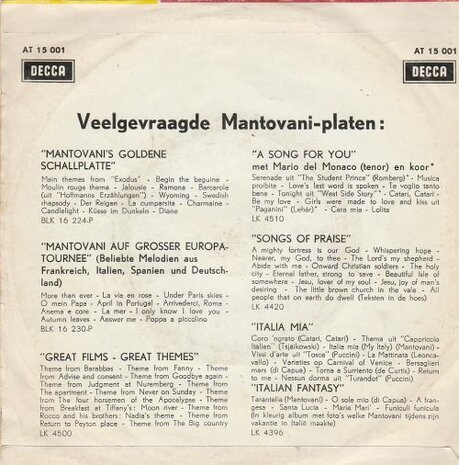 AT 15 001
AT 15 001
DECCA
DECCA
Veelgevraagde Mantovani-platen:
"MANTOVANI'S GOLDENE
SCHALLPLATTE"
Main themes from "Exodus" - Begin the beguine -
Moulin rouge thema - Jalousie - Ramona - Barcarole
(uit "Hoffmanns Erzählungen") - Wyoming - Swedish
rhapsody - Der Reigen - La cumpasita - Charmaine -
Candlelight - Küsse im Dunkeln - Diane
BLK 16 224-P
"MANTOVANI AUF GROSSER EUROPA-
TOURNEE" (Beliebte Melodien aus
Frankreich, Italien, Spanien und Deutsch-
land)
More than ever - La vie en rose - Under Paris skies -
O mein Papa - April in Portugal - Arrivederci, Roma -
Anema e core - La mer - I only know I love you -
Autumn leaves - Answer me - Poppa a piccolino
BLK 16 230-P
"GREAT FILMS - GREAT THEMES"
Theme from Barabbas - Theme from Fanny - Theme
from Advise and consent - Theme from Goodbye again -
Theme from Judgment at Nuremberg - Theme from
The apartment - Theme from Never on Sunday - Theme
from The four horsemen of the Apocalypse - Theme
from Breakfast at Tiffany's: Moon river - Theme from
Rocco and his brothers: Nadia's theme - Theme from
Return to Peyton place - Theme from The Big country
LK 4500
"A SONG FOR YOU"
met Mario del Monaco (tenor) en koor*
Serenade uit "The Student Prince" (Romberg)* - Musica
proibita - Love's last word is spoken - Te voglio tanto
bene - Tonight uit "West Side Story"* - Catari, Catari -
Be my love - Girls were made to love and kiss uit
"Paganini" (Lehár)* - Cara mia - Lolita
LK 4510
"SONGS OF PRAISE"
A mighty fortress is our God - Whispering hope -
Nearer, my God, to thee - The Lord's my shepherd -
Abide with me - Onward Christian soldiers - The holy
city - Eternal father, strong to save - Beautiful Isle of
somewhere - Jesu, lover of my soul - Jesu, joy of man's
desiring - The little brown church in the vale - All
people that on earth do dwell (Teksten in de hoes)
LK 4420
"ITALIA MIA"
Coro 'ngrato (Catari, Catari) - Thema uit "Capriccio
Italien" (Tsjaikowski) - Italia mia (My Italy) (Mantovani) -
Vissi d'arte uit "Tosca" (Puccini) - La Mattinata (Leonca-
vallo) - Variaties op Carnival of Venice - Bersaglieri
mars (di Capua) - Torna a Surriento (de Curtis) - Return
to me - Nessun dorma uit "Turandot" (Puccini)
"ITALIAN FANTASY"
Tarantella (Mantovani) - O sole mio (di Capua) - A fran-
gesa - Santa Lucia - Maria Mari' - Funiculi funicula
(In kleurig album met foto's welke Mantovani tijdens zijn
vakantie in Italië maakte)
LK 4396